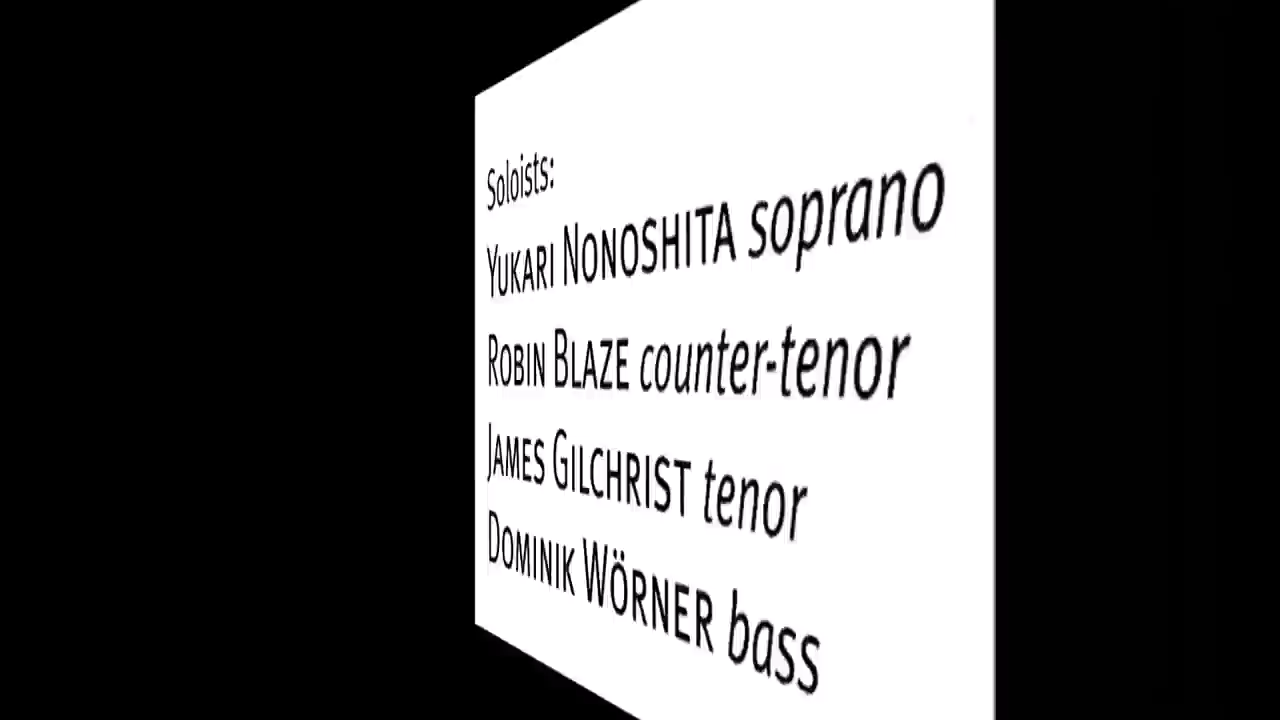 Soloists:
YUKARI NONOSHITA soprano
ROBIN BLAZE counter-tenor
JAMES GILCHRIST tenor
DOMINIK WÖRNER bass